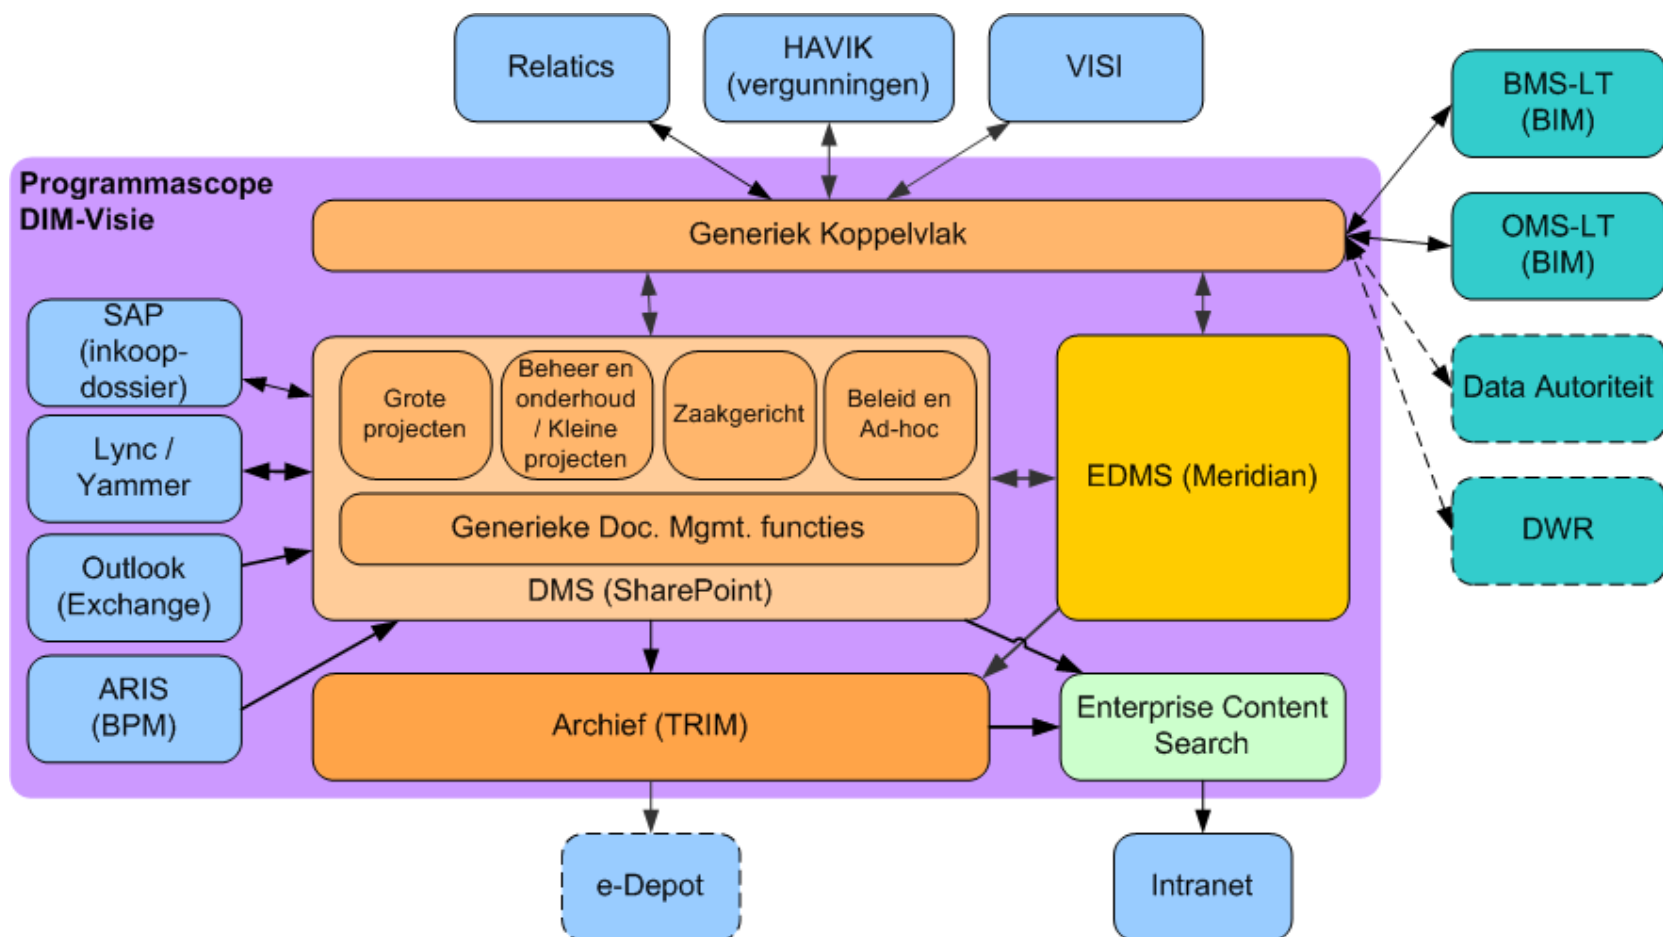 Relatics
HAVIK
(vergunningen)
VISI
BMS-LT
(BIM)
Programmascope
DIM-Visie
Generiek Koppelvlak
OMS-LT
(BIM)
SAP
(inkoop-
dossier)
Grote
projecten
Beheer en
onderhoud
/ Kleine
projecten
Zaakgericht
Beleid en
Ad-hoc
Data Autoriteit
Lync /
Yammer
EDMS (Meridian)
Generieke Doc. Mgmt. functies
DWR
Outlook
(Exchange)
DMS (SharePoint)
ARIS
(BPM)
Archief (TRIM)
Enterprise Content
Search
e-Depot
Intranet